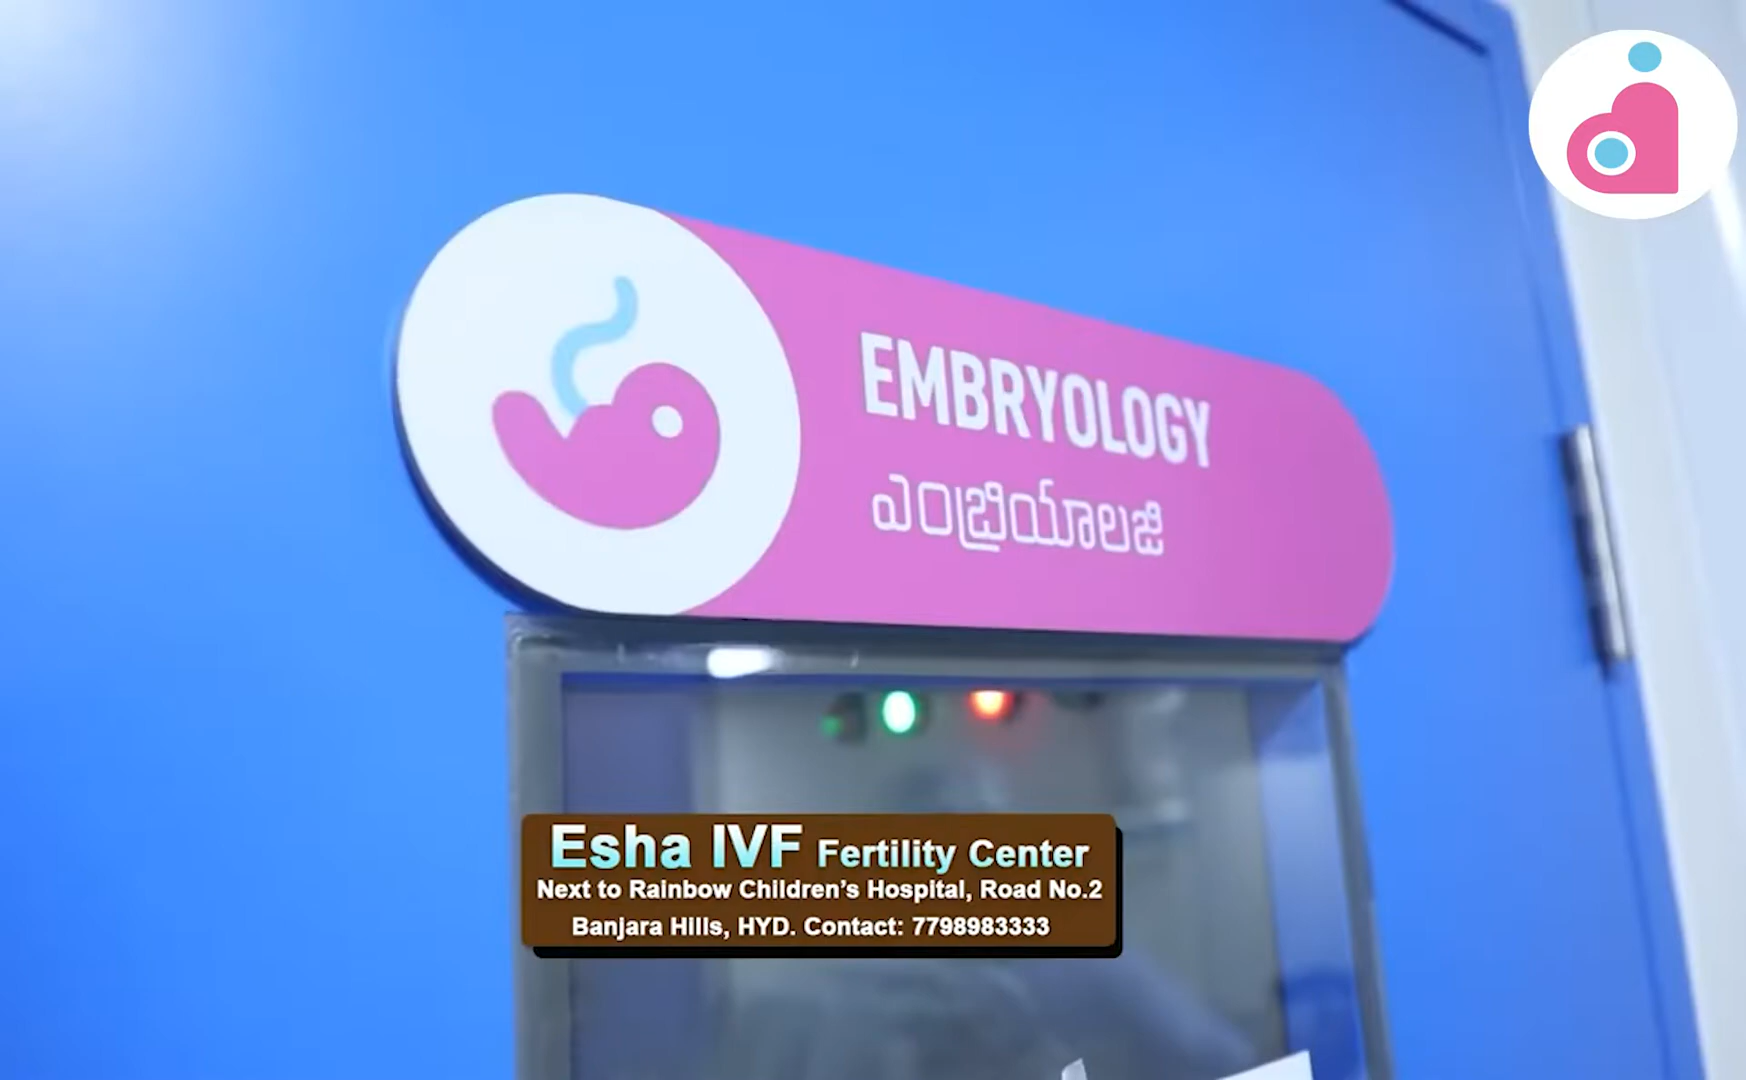 EMBRYOLOGY
ఎంబ్రియాలజి
Esha IVF Fertility Center
Next to Rainbow Children's Hospital, Road No.2
Banjara Hills, HYD. Contact: 7798983333